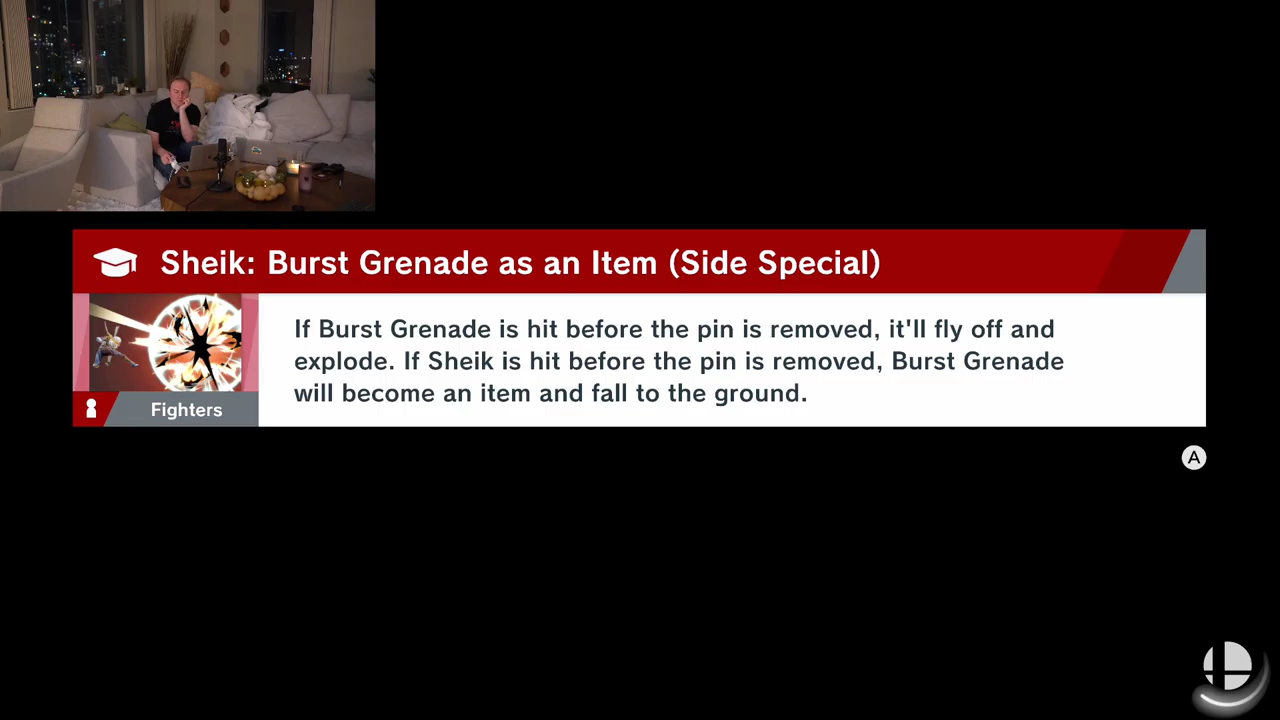 Sheik: Burst Grenade as an Item (Side Special)
If Burst Grenade is hit before the pin is removed, it'll fly off and
explode. If Sheik is hit before the pin is removed, Burst Grenade
will become an item and fall to the ground.
Fighters
A